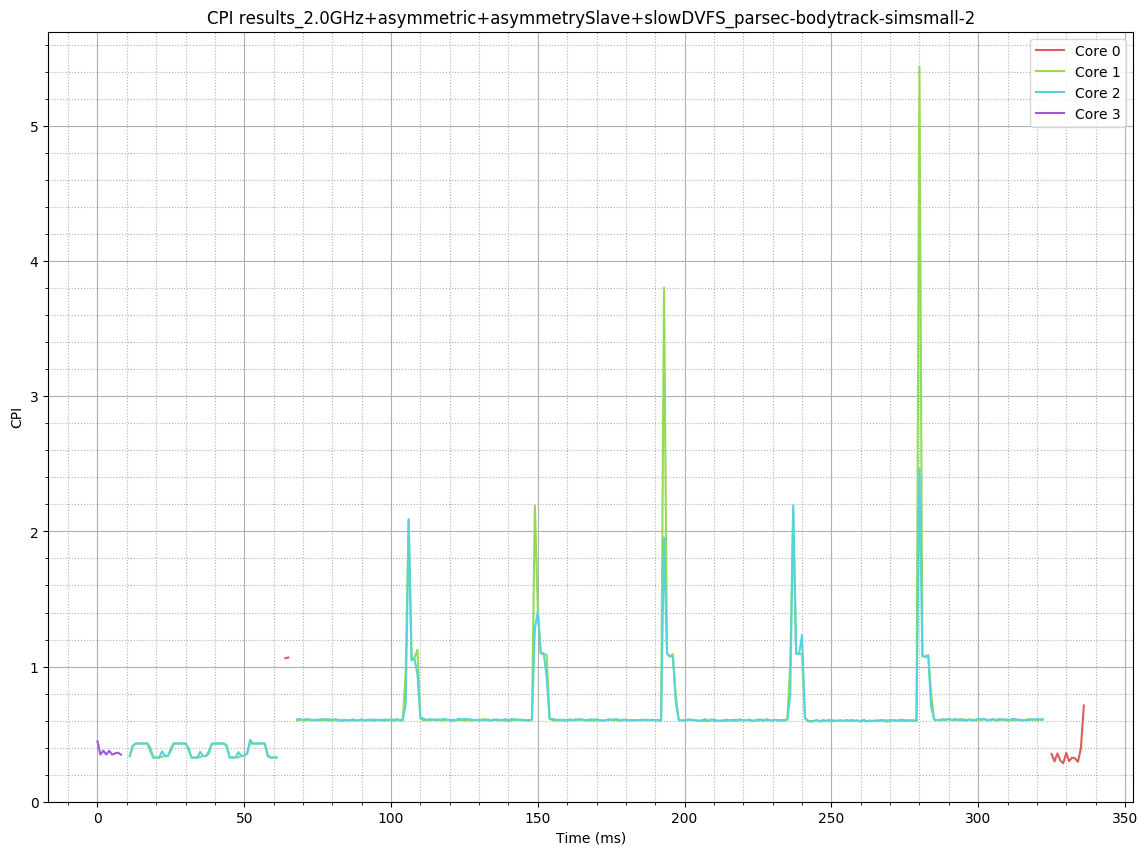 CPI results_2.0GHz+asymmetric+asymmetrySlave+slowDVFS_parsec-bodytrack-simsmall-2
Core 0
Core 1
Core 2
Core 3
5
4
3
2
1
0
CPI
0 50 100 150 200 250 300 350
Time (ms)